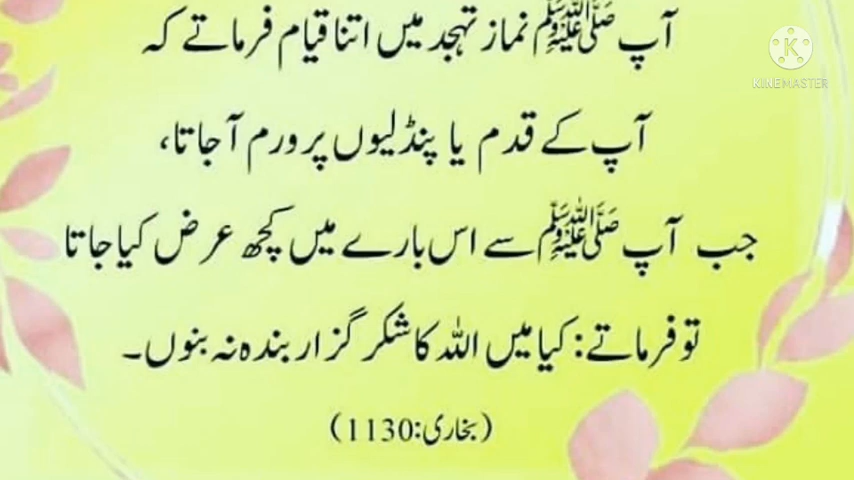 آپ ﷺ نماز تہجد میں اتنا قیام فرماتے کہ
KINEMASTER
آپ کے قدم یا پنڈلیوں پر ورم آ جاتا،
جب آپ ﷺ سے اس بارے میں کچھ عرض کیا جاتا
تو فرماتے: کیا میں اللہ کا شکر گزار بندہ نہ بنوں۔
(بخاری:1130)